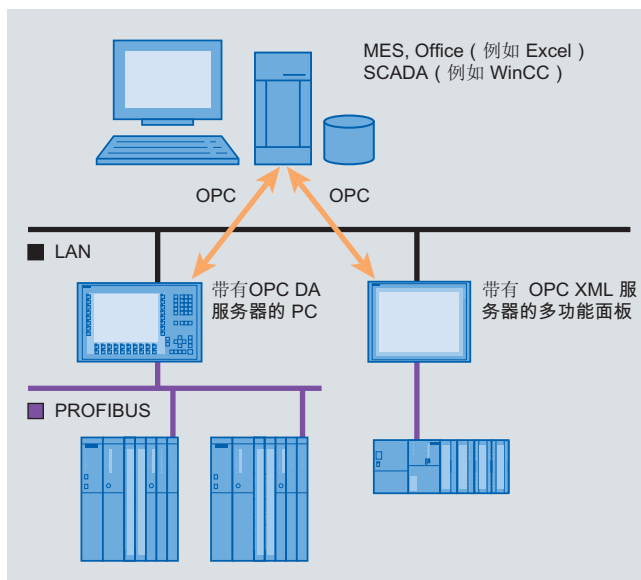 MES, Office ( 例如 Excel )
SCADA ( 例如 WinCC )
OPC
OPC
LAN
带有OPC DA
服务器的 PC
带有 OPC XML 服
务器的多功能面板
PROFIBUS